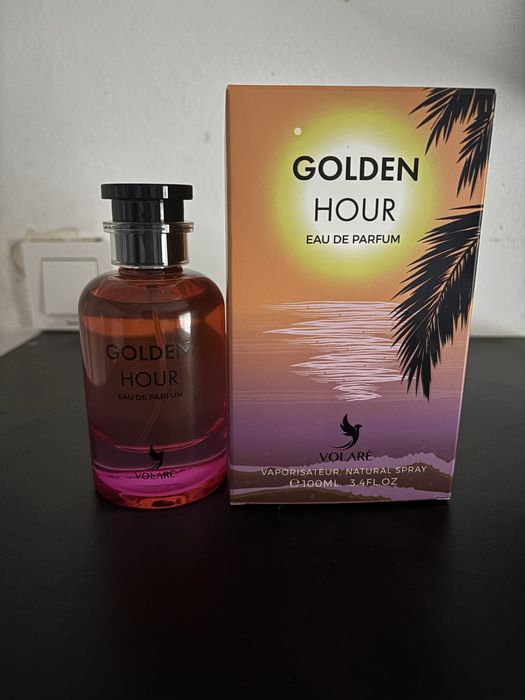 GOLDEN
HOUR
EAU DE PARFUM
VOLARÉ
GOLDEN
HOUR
EAU DE PARFUM
VOLARÉ
VAPORISATEUR NATURAL SPRAY
℮100ML. 3.4FL.OZ